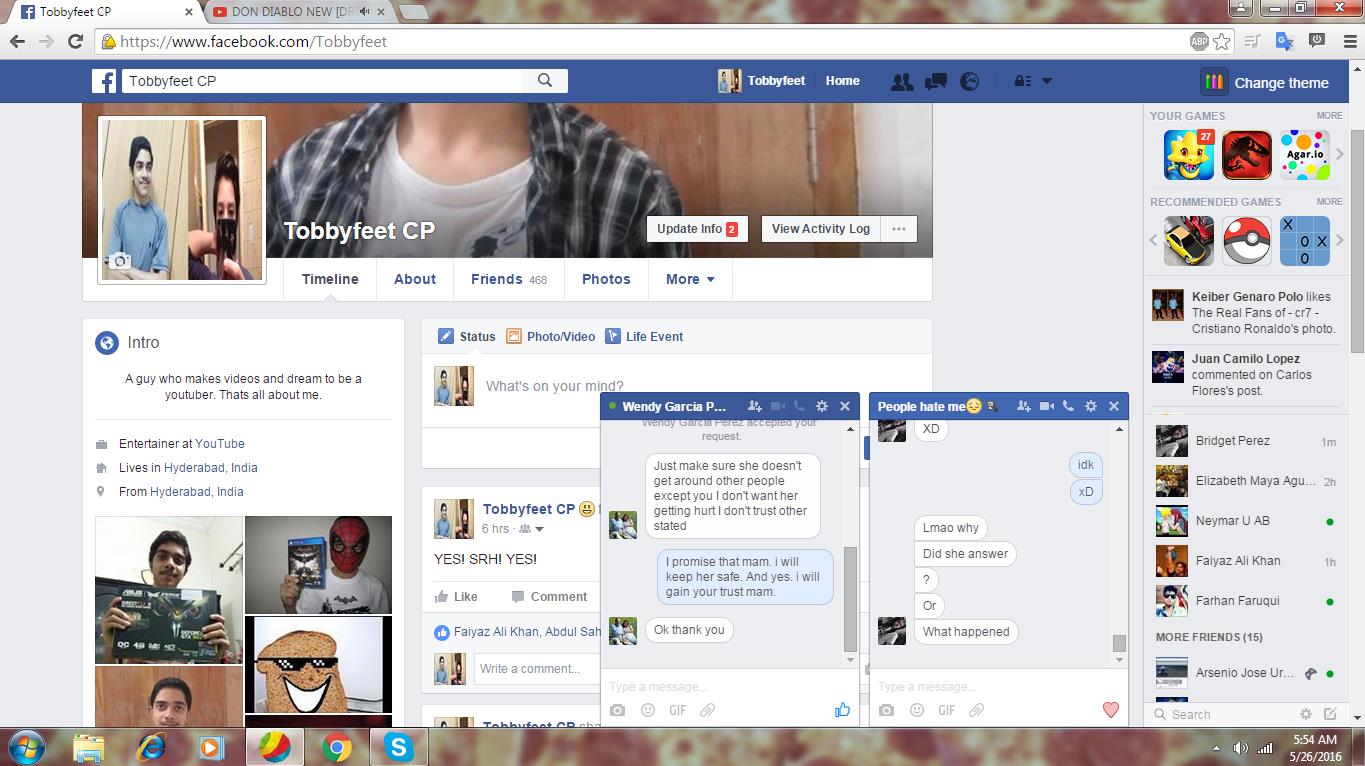 Tobbyfeet CP
DON DIABLO NEW [DR
https://www.facebook.com/Tobbyfeet
ABP
Tobbyfeet CP
Tobbyfeet
Home
Change theme
Tobbyfeet CP
Update Info 2
View Activity Log
Timeline
About
Friends 468
Photos
More
Intro
A guy who makes videos and dream to be a
youtuber. Thats all about me.
Entertainer at YouTube
Lives in Hyderabad, India
From Hyderabad, India
Status
Photo/Video
Life Event
What's on your mind?
Tobbyfeet CP
6 hrs ·
YES! SRH! YES!
Like
Comment
Faiyaz Ali Khan, Abdul Sah
Write a comment...
Tobbyfeet CP sha
Wendy Garcia P...
Wendy Garcia Perez accepted your
request.
Just make sure she doesn't
get around other people
except you I don't want her
getting hurt I don't trust other
stated
I promise that mam. i will
keep her safe. And yes. i will
gain your trust mam.
Ok thank you
Type a message...
GIF
People hate me😔
XD
idk
xD
Lmao why
Did she answer
?
Or
What happened
Type a message...
GIF
YOUR GAMES
MORE
27
Agar.io
RECOMMENDED GAMES
MORE
X
O X
O
Keiber Genaro Polo likes
The Real Fans of - cr7 -
Cristiano Ronaldo's photo.
Juan Camilo Lopez
commented on Carlos
Flores's post.
Bridget Perez 1m
Elizabeth Maya Agu... 2h
Neymar U AB
Faiyaz Ali Khan 1h
Farhan Faruqui
MORE FRIENDS (15)
Arsenio Jose Ur...
Search
5:54 AM
5/26/2016